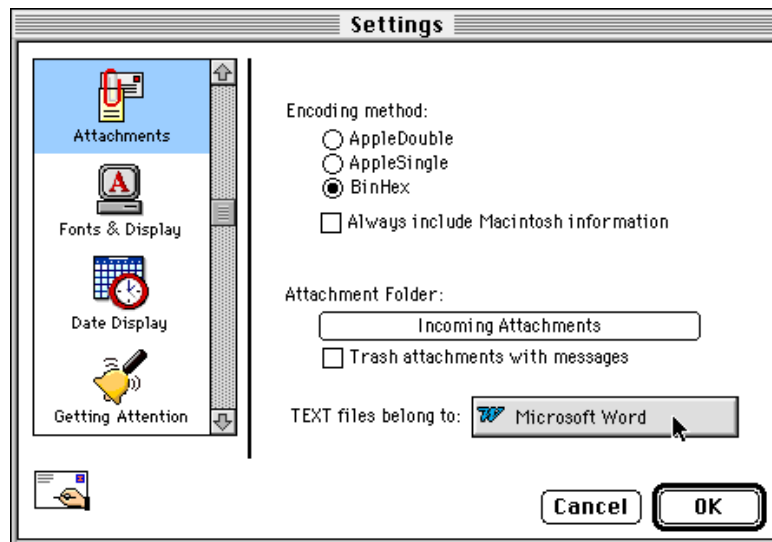 Settings
Attachments
Fonts & Display
Date Display
Getting Attention
Encoding method:
AppleDouble
AppleSingle
BinHex
Always include Macintosh information
Attachment Folder:
Incoming Attachments
Trash attachments with messages
TEXT files belong to: Microsoft Word
Cancel OK